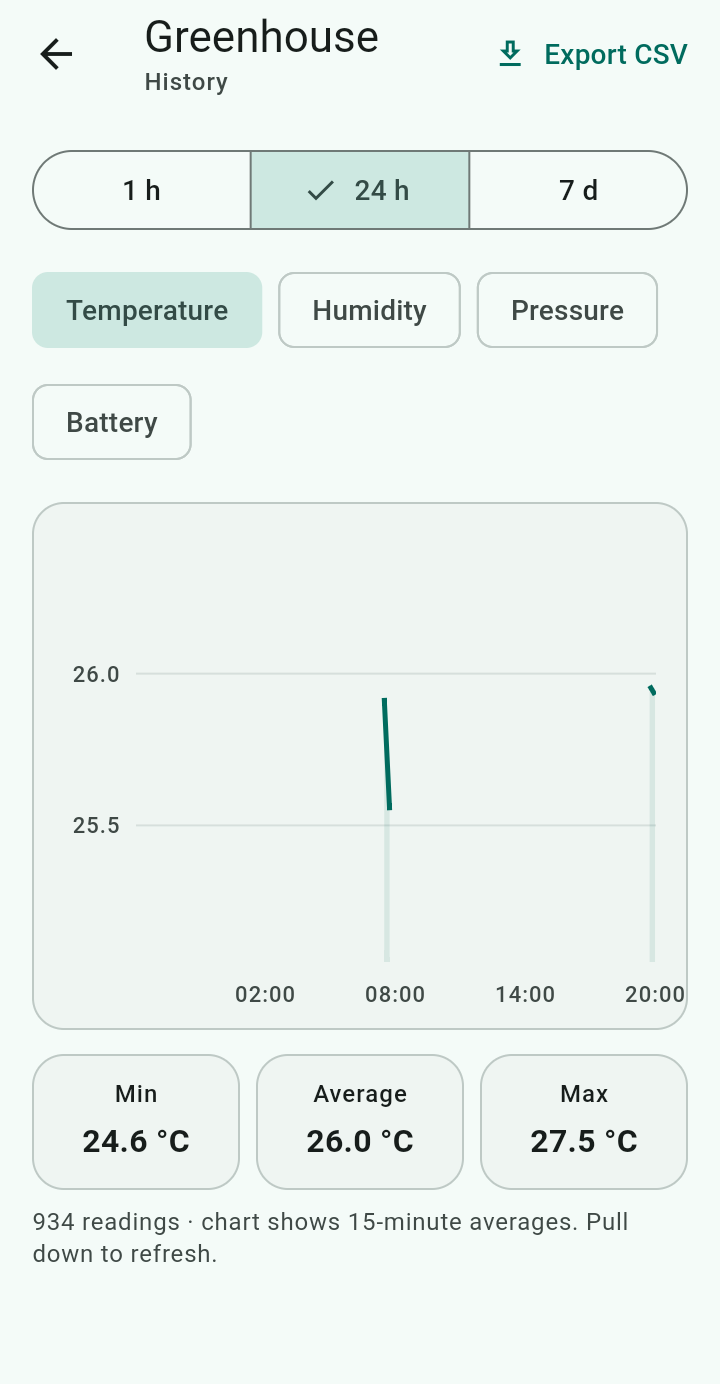 Greenhouse
History
Export CSV
1 h
24 h
7 d
Temperature
Humidity
Pressure
Battery
26.0
25.5
02:00
08:00
14:00
20:00
Min
24.6 °C
Average
26.0 °C
Max
27.5 °C
934 readings · chart shows 15-minute averages. Pull
down to refresh.